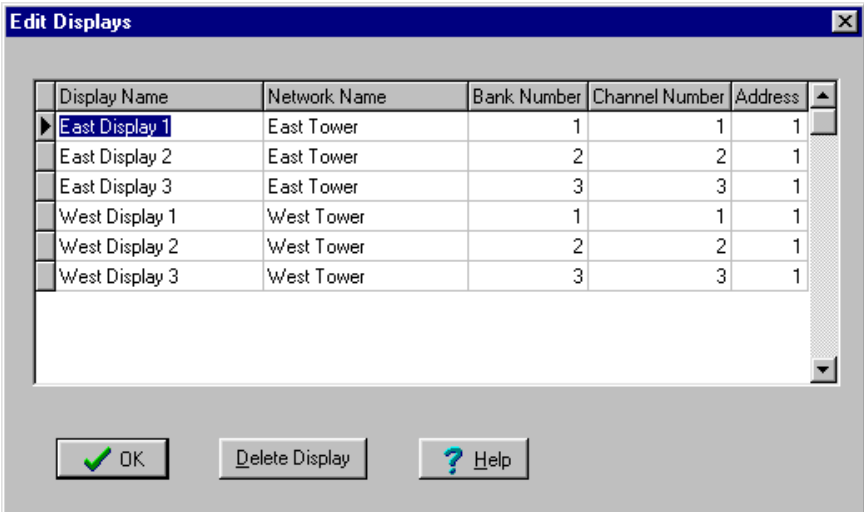 Edit Displays
Display Name Network Name Bank Number Channel Number Address
East Display 1 East Tower 1 1 1
East Display 2 East Tower 2 2 1
East Display 3 East Tower 3 3 1
West Display 1 West Tower 1 1 1
West Display 2 West Tower 2 2 1
West Display 3 West Tower 3 3 1
OK Delete Display ? Help